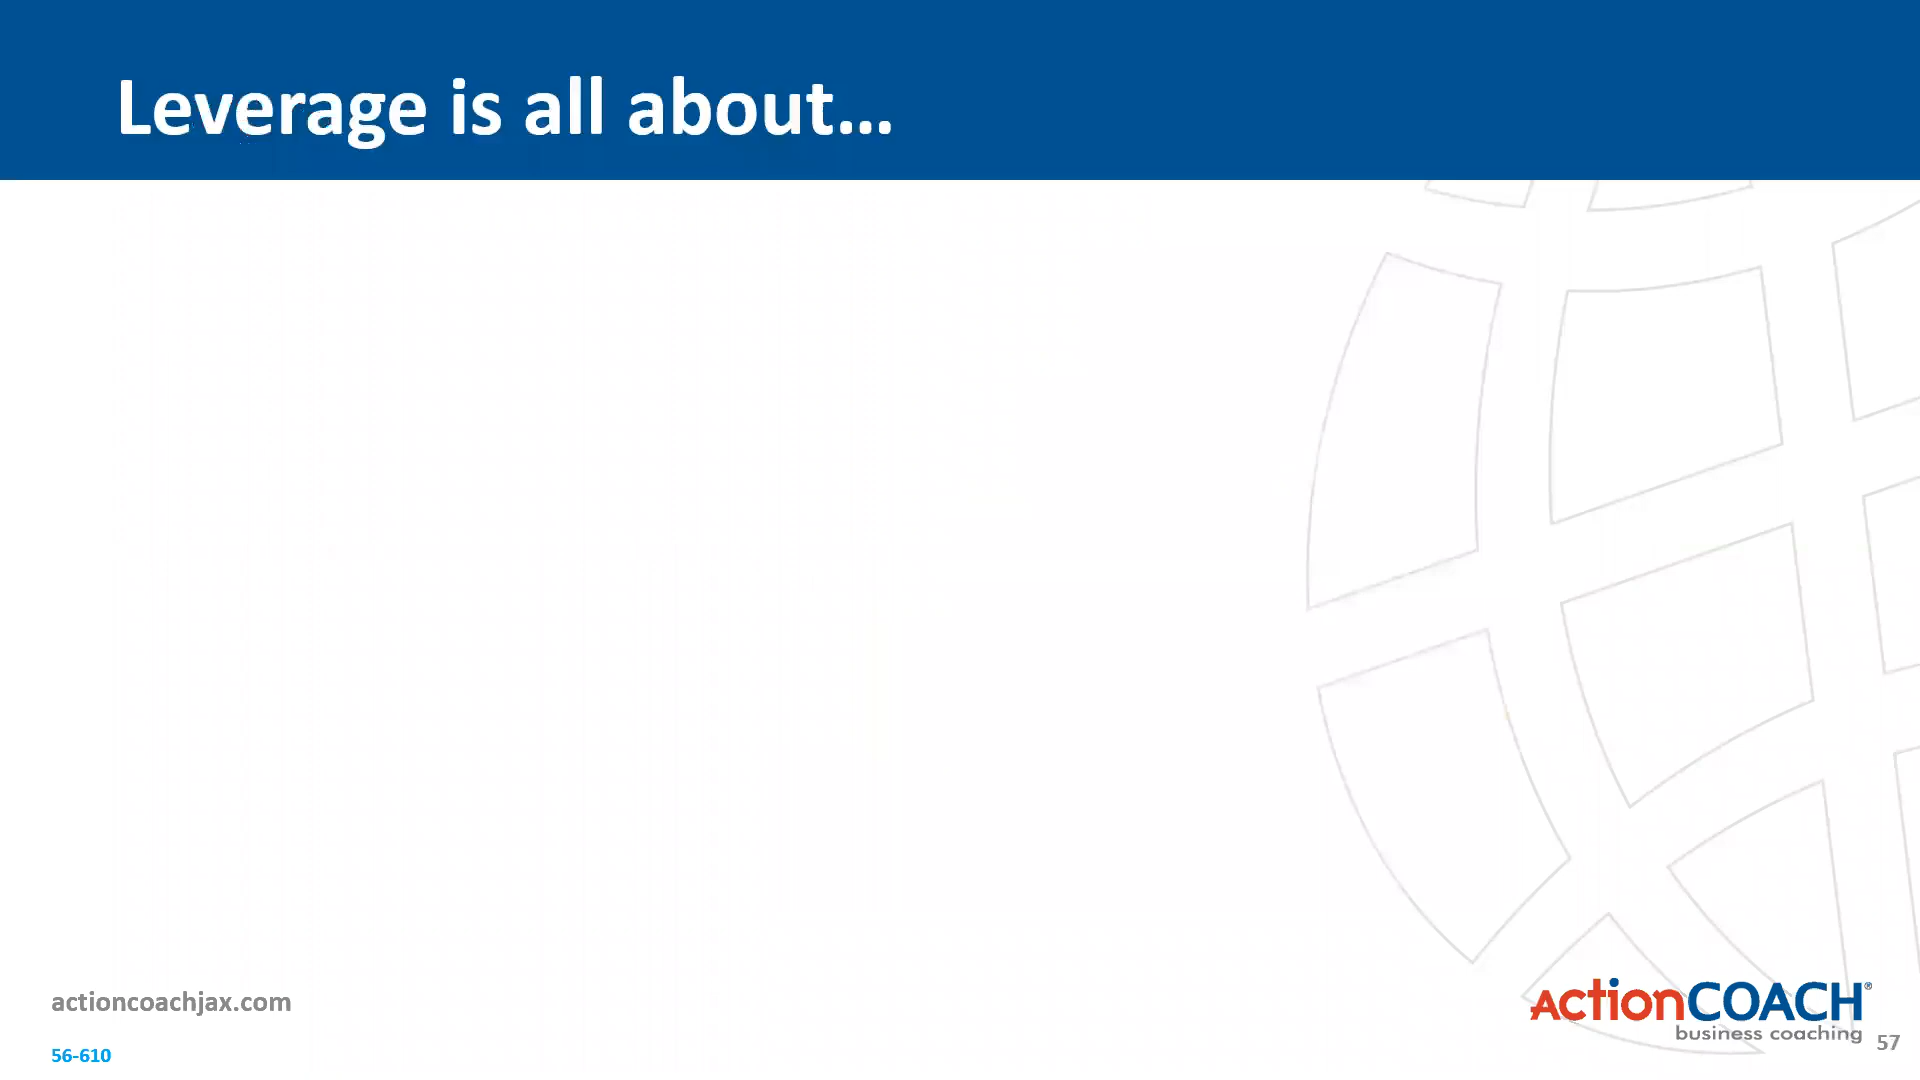 Leverage is all about...
actioncoachjax.com
ActionCOACH®
business coaching
57
56-610